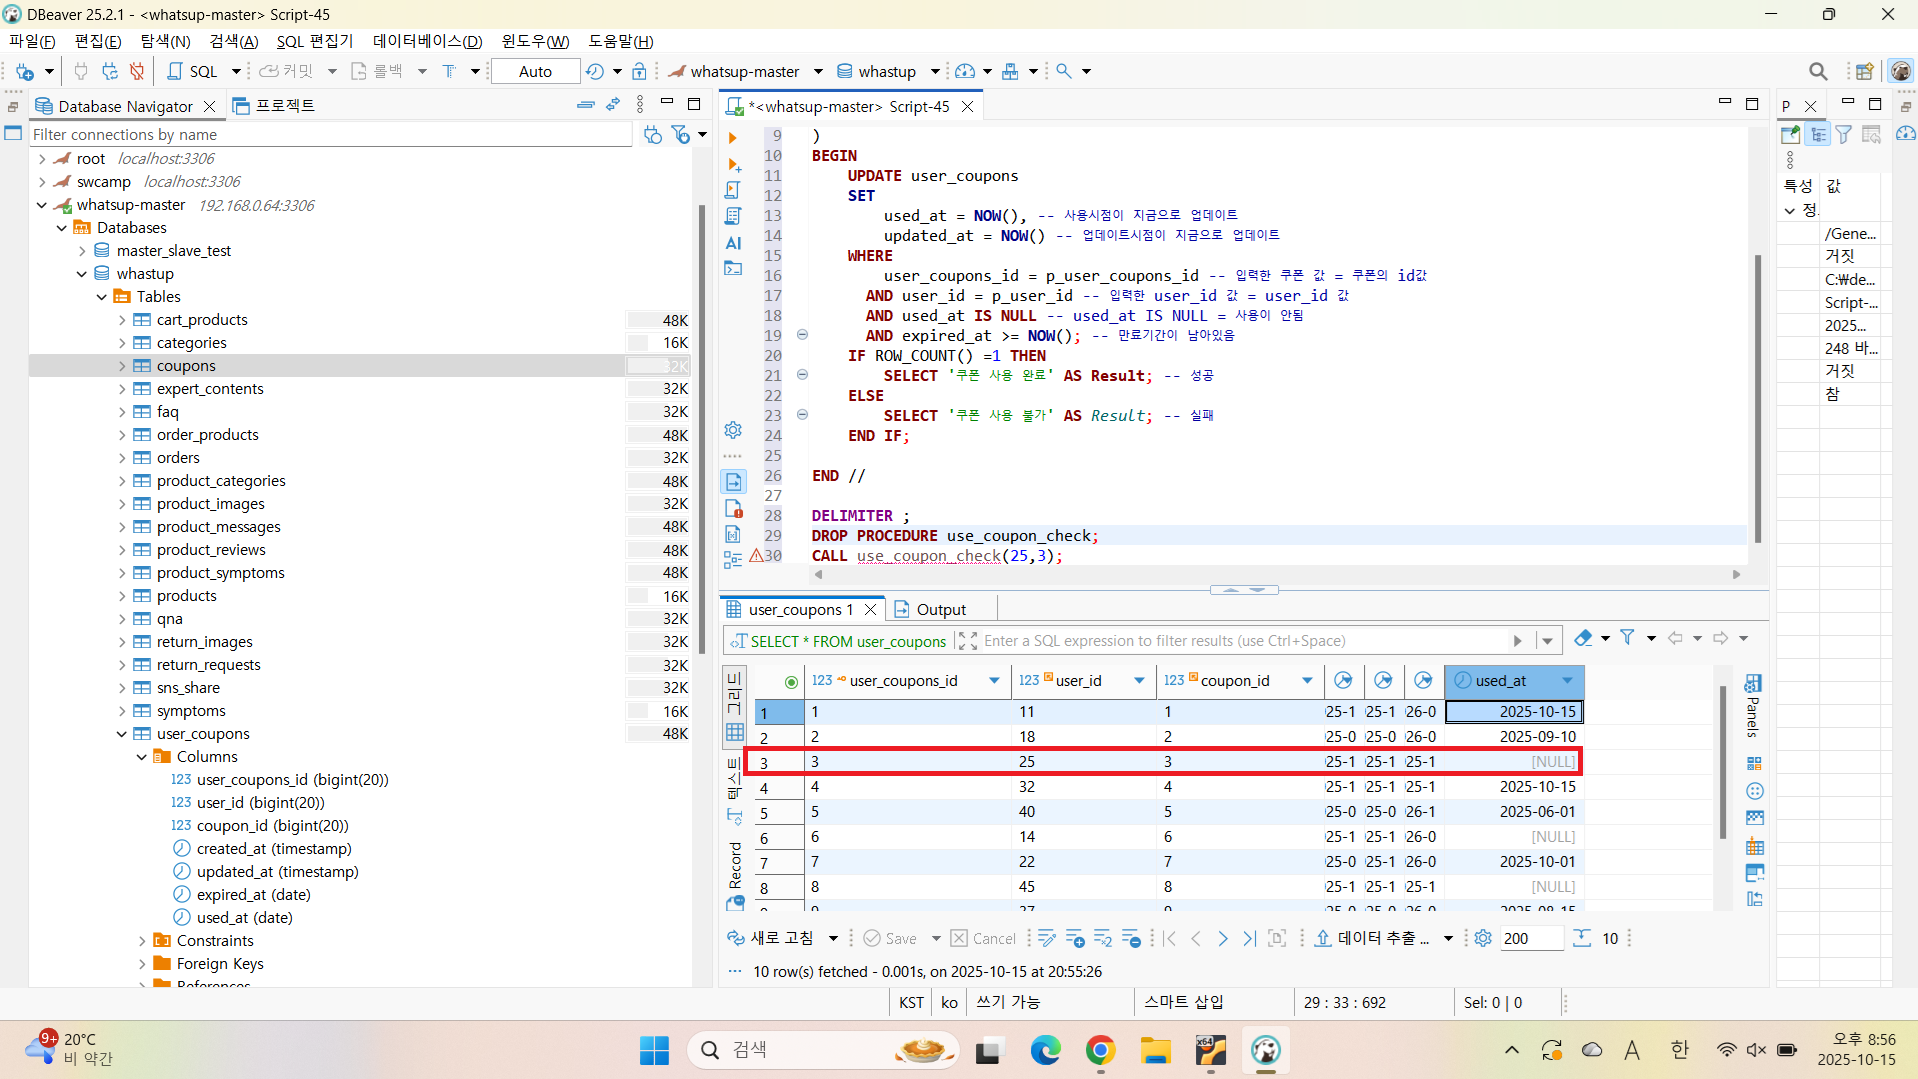 DBeaver 25.2.1 - <whatsup-master> Script-45
파일(F) 편집(E) 탐색(N) 검색(A) SQL 편집기 데이터베이스(D) 윈도우(W) 도움말(H)
SQL 커밋 롤백 T Auto whatsup-master whastup
Database Navigator 프로젝트
Filter connections by name
root localhost:3306
swcamp localhost:3306
whatsup-master 192.168.0.64:3306
Databases
master_slave_test
whastup
Tables
cart_products 48K
categories 16K
coupons 32K
expert_contents 32K
faq 32K
order_products 48K
orders 32K
product_categories 48K
product_images 32K
product_messages 48K
product_reviews 48K
product_symptoms 48K
products 16K
qna 32K
return_images 32K
return_requests 32K
sns_share 32K
symptoms 16K
user_coupons 48K
Columns
123 user_coupons_id (bigint(20))
123 user_id (bigint(20))
123 coupon_id (bigint(20))
created_at (timestamp)
updated_at (timestamp)
expired_at (date)
used_at (date)
Constraints
Foreign Keys
References
*<whatsup-master> Script-45
AI
9 )
10 BEGIN
11 UPDATE user_coupons
12 SET
13 used_at = NOW(), -- 사용시점이 지금으로 업데이트
14 updated_at = NOW() -- 업데이트시점이 지금으로 업데이트
15 WHERE
16 user_coupons_id = p_user_coupons_id -- 입력한 쿠폰 값 = 쿠폰의 id값
17 AND user_id = p_user_id -- 입력한 user_id 값 = user_id 값
18 AND used_at IS NULL -- used_at IS NULL = 사용이 안됨
19 AND expired_at >= NOW(); -- 만료기간이 남아있음
20 IF ROW_COUNT() =1 THEN
21 SELECT '쿠폰 사용 완료' AS Result; -- 성공
22 ELSE
23 SELECT '쿠폰 사용 불가' AS Result; -- 실패
24 END IF;
25
26 END //
27
28 DELIMITER ;
29 DROP PROCEDURE use_coupon_check;
30 CALL use_coupon_check(25,3);
user_coupons 1 Output
SELECT * FROM user_coupons Enter a SQL expression to filter results (use Ctrl+Space)
그리드
텍스트
Record
123 user_coupons_id 123 user_id 123 coupon_id used_at
1 1 11 1 25-1 25-1 26-0 2025-10-15
2 2 18 2 25-0 25-0 26-0 2025-09-10
3 3 25 3 25-1 25-1 25-1 [NULL]
4 4 32 4 25-1 25-1 25-1 2025-10-15
5 5 40 5 25-0 25-0 26-1 2025-06-01
6 6 14 6 25-1 25-1 26-0 [NULL]
7 7 22 7 25-0 25-1 26-0 2025-10-01
8 8 45 8 25-1 25-1 25-1 [NULL]
Panels
새로 고침 Save Cancel 데이터 추출 ... 200 10
10 row(s) fetched - 0.001s, on 2025-10-15 at 20:55:26
P
특성 값
정.
/Gene...
거짓
C:₩de...
Script-...
2025...
248 바...
거짓
참
KST ko 쓰기 가능 스마트 삽입 29 : 33 : 692 Sel: 0 | 0
9+ 20°C
비 약간
검색
x64
A 한
오후 8:56
2025-10-15